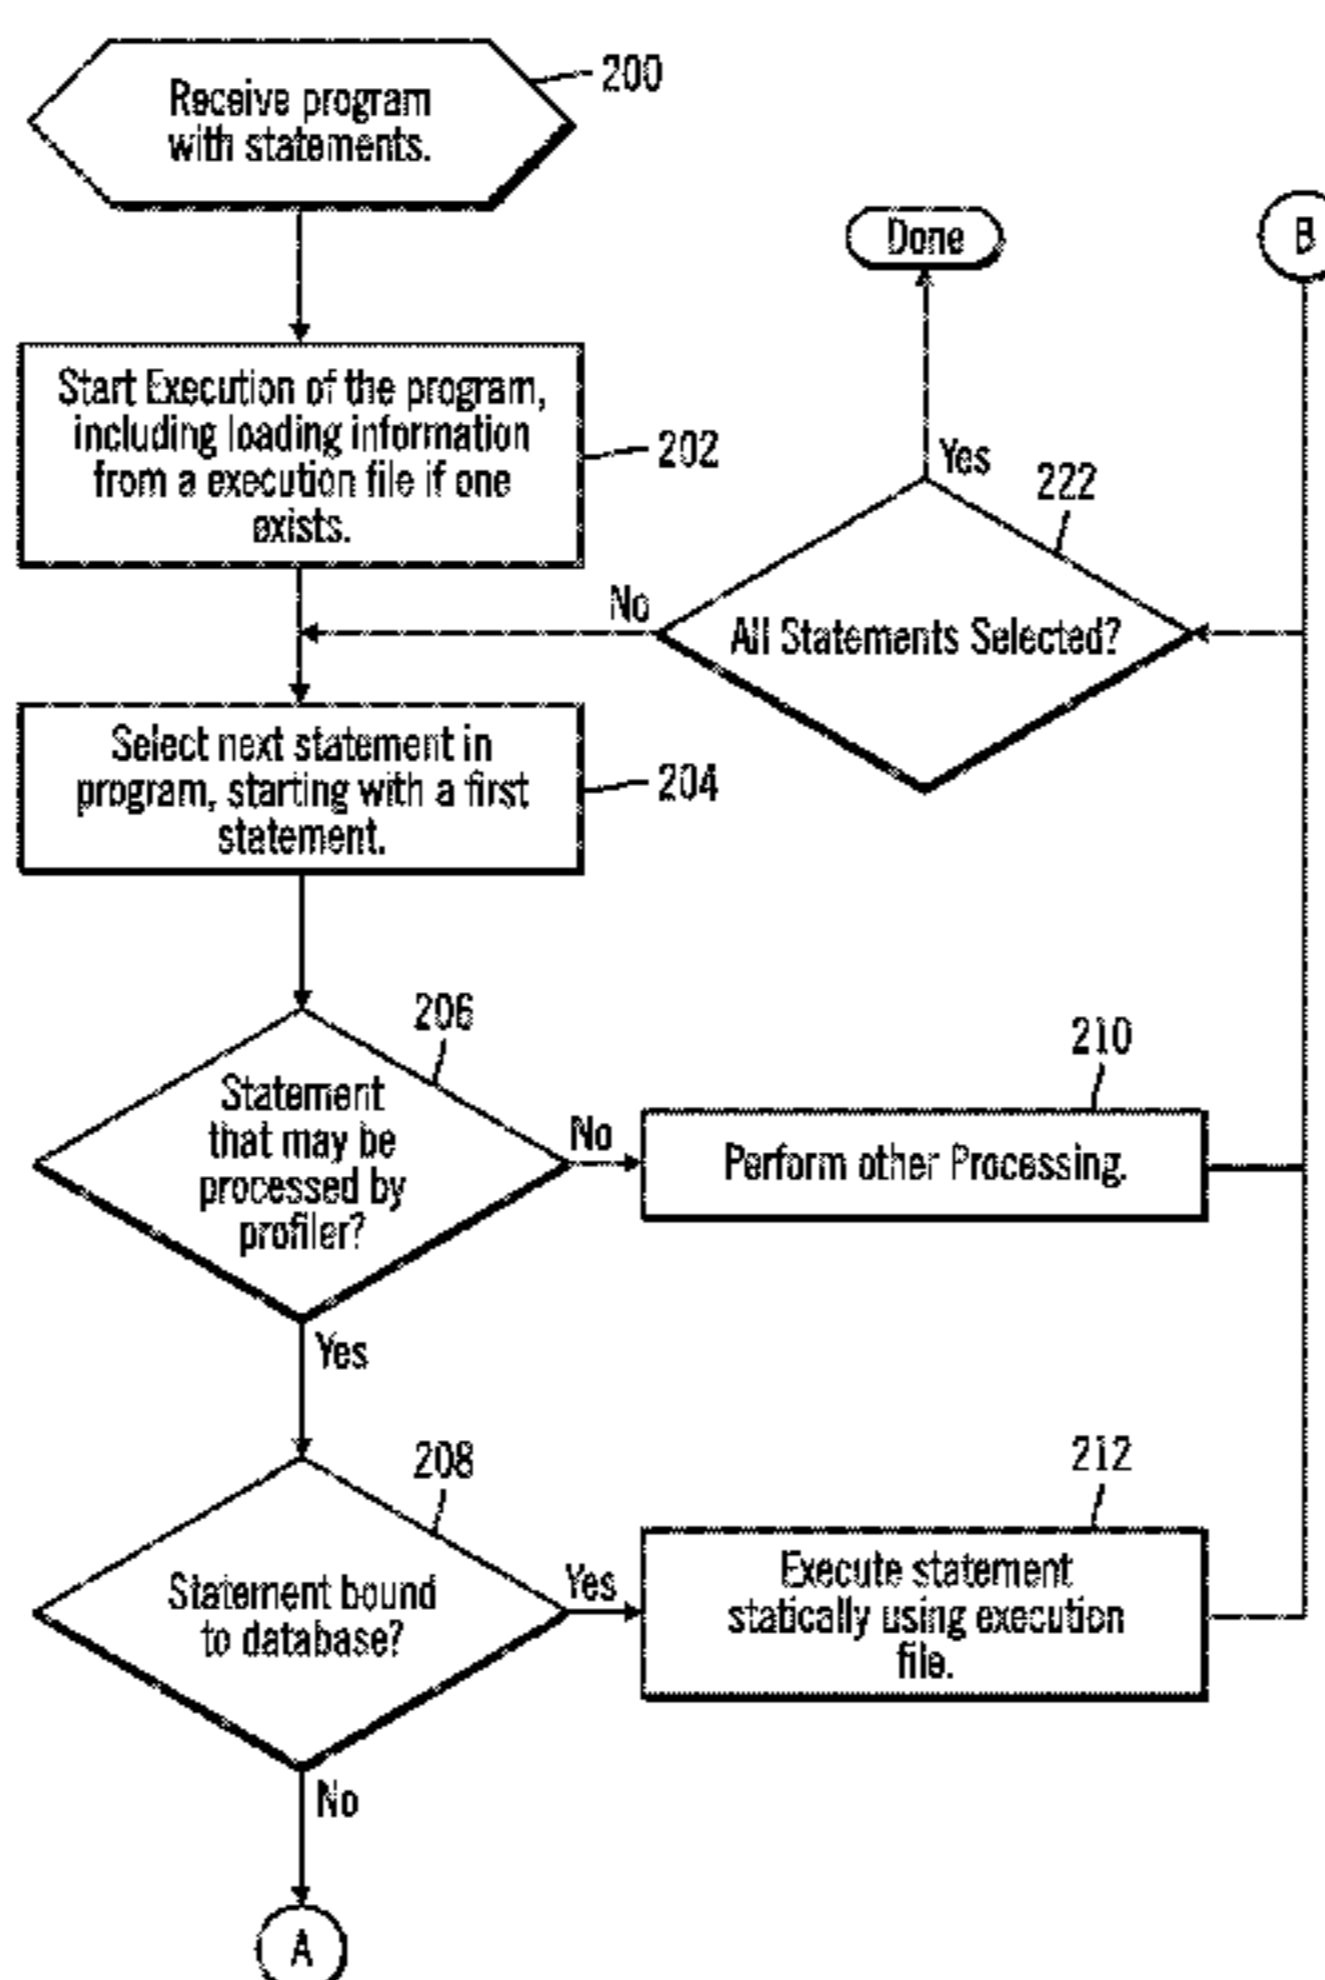 200
Receive program
with statements.
Done
B
Start Execution of the program,
including loading information
from a execution file if one
exists.
202
Yes
222
No
All Statements Selected?
Select next statement in
program, starting with a first
statement.
204
206
Statement
that may be
processed by
profiler?
No
210
Perform other Processing.
Yes
208
Statement bound
to database?
Yes
212
Execute statement
statically using execution
file.
No
A